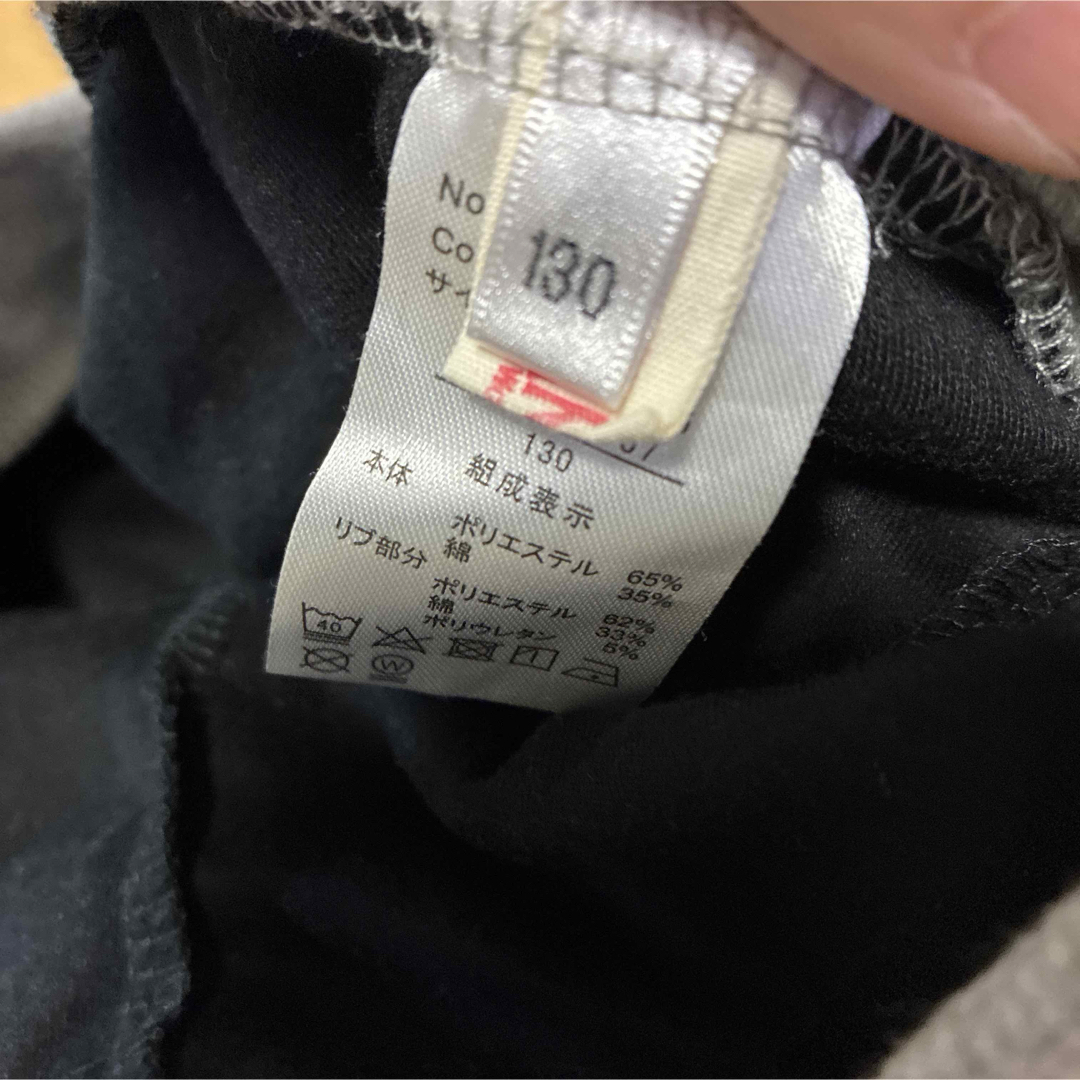 No
Co
サイ
130
130
組成表示
本体
ポリエステル 65%
綿 35%
リブ部分
ポリエステル 62%
綿 33%
ポリウレタン 5%
40
W